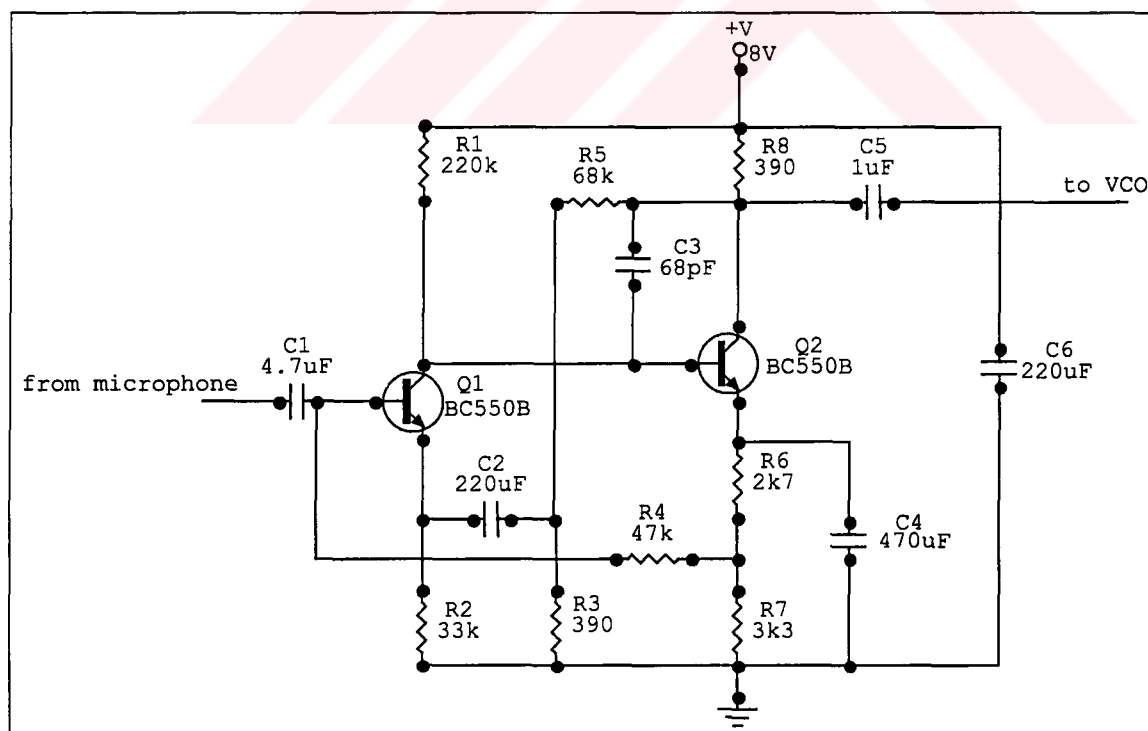 +V
8V
R1
220k
R5
68k
R8
390
C5
1uF
to VCO
C3
68pF
C1
4.7uF
from microphone
Q1
BC550B
Q2
BC550B
C6
220uF
C2
220uF
R6
2k7
R4
47k
C4
470uF
R2
33k
R3
390
R7
3k3